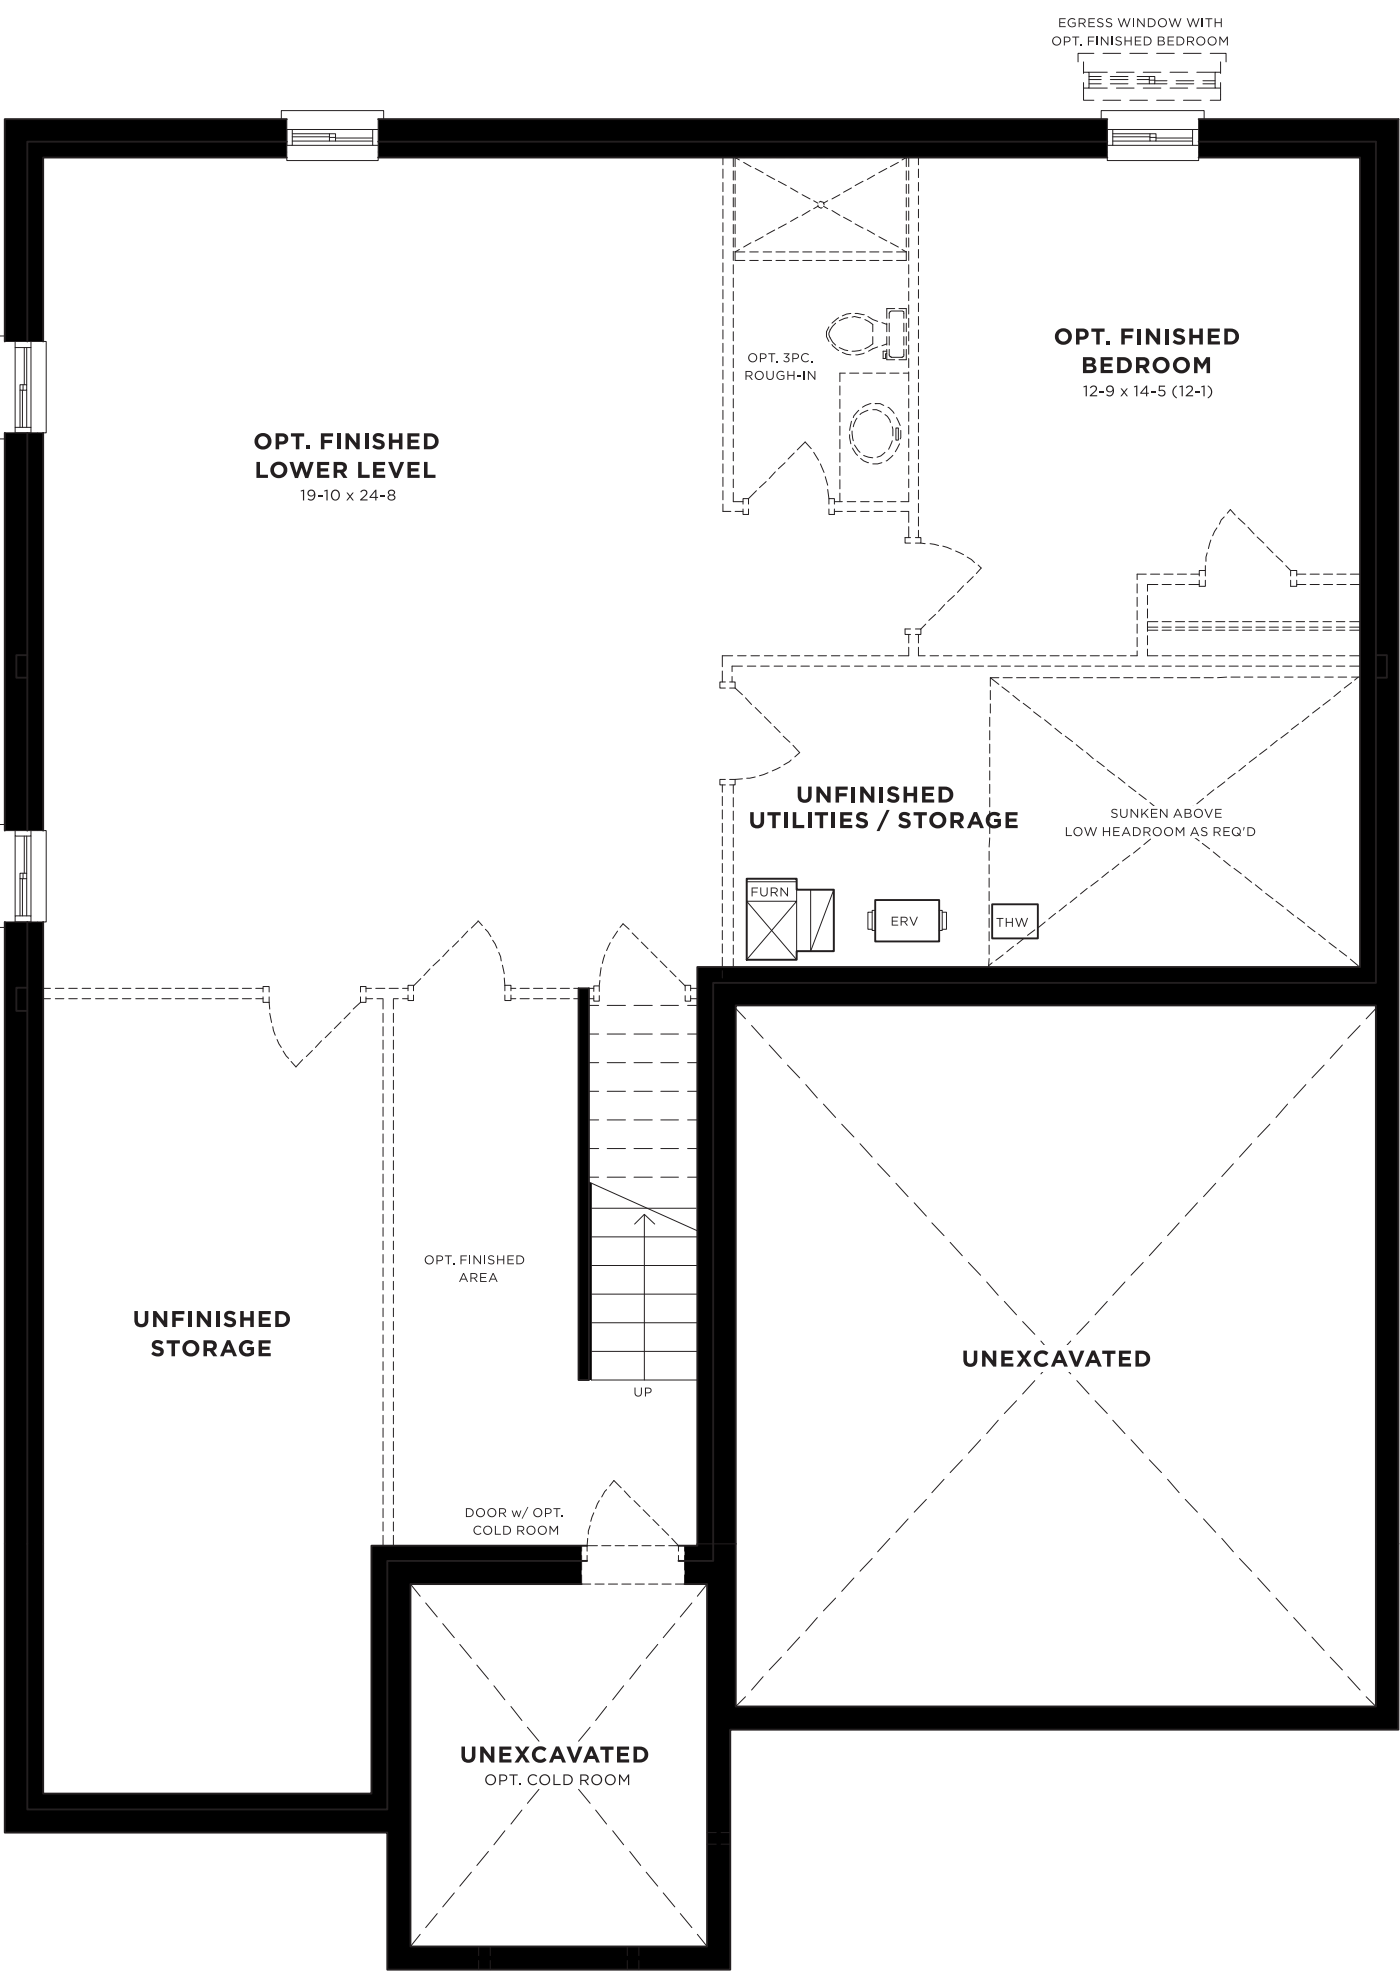 EGRESS WINDOW WITH
OPT. FINISHED BEDROOM
OPT. FINISHED
BEDROOM
12-9 x 14-5 (12-1)
OPT. 3PC.
ROUGH-IN
OPT. FINISHED
LOWER LEVEL
19-10 x 24-8
UNFINISHED
UTILITIES / STORAGE
SUNKEN ABOVE
LOW HEADROOM AS REQ'D
FURN
ERV
THW
OPT. FINISHED
AREA
UNFINISHED
STORAGE
UNEXCAVATED
UP
DOOR w/ OPT.
COLD ROOM
UNEXCAVATED
OPT. COLD ROOM